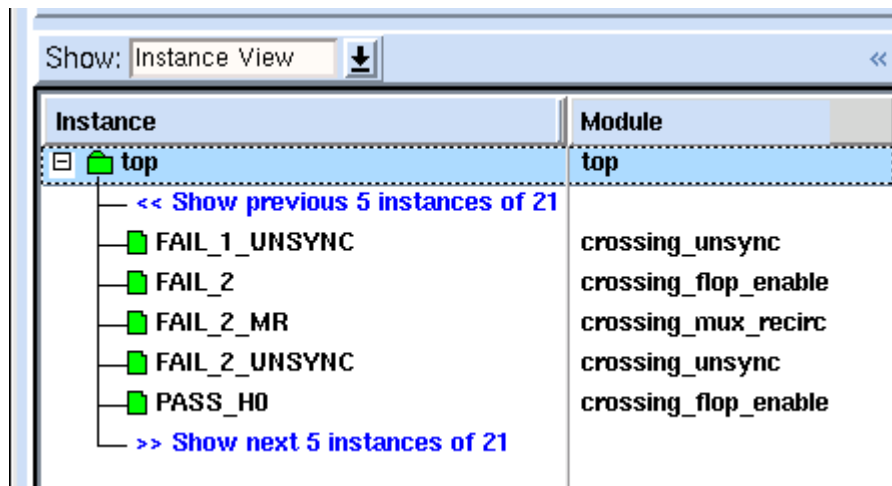 Show: Instance View «
Instance Module
top top
<< Show previous 5 instances of 21
FAIL_1_UNSYNC crossing_unsync
FAIL_2 crossing_flop_enable
FAIL_2_MR crossing_mux_recirc
FAIL_2_UNSYNC crossing_unsync
PASS_H0 crossing_flop_enable
>> Show next 5 instances of 21